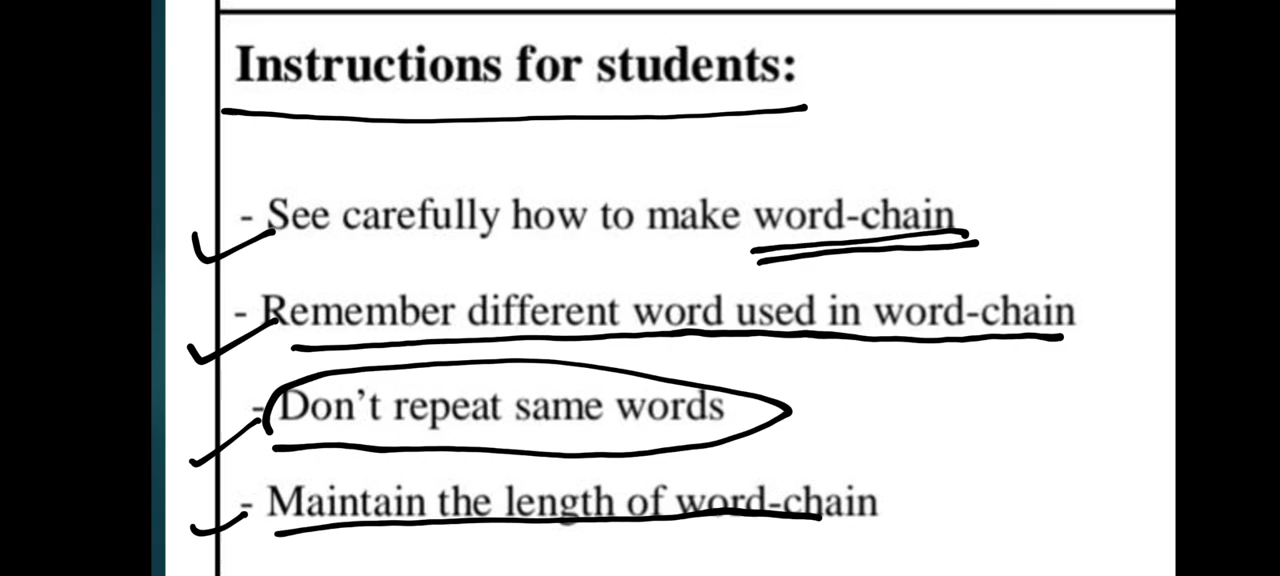 Instructions for students:
- See carefully how to make word-chain
- Remember different word used in word-chain
- Don’t repeat same words
- Maintain the length of word-chain